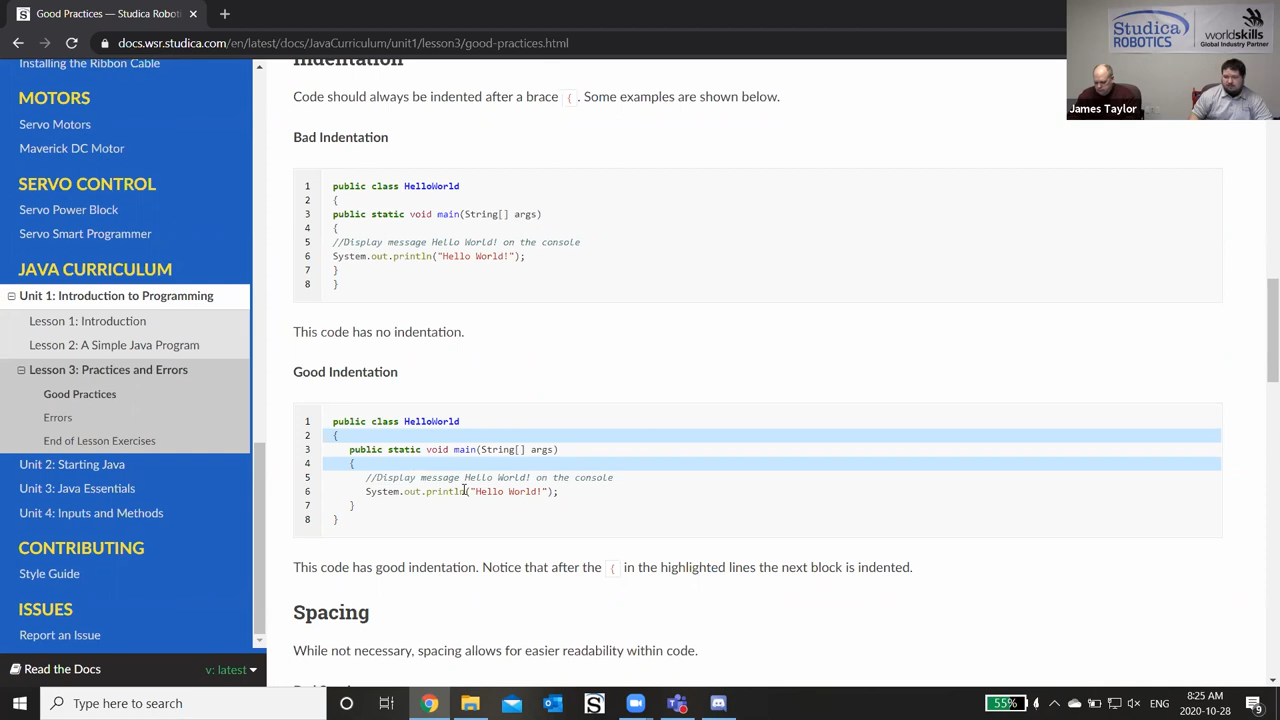 Good Practices — Read the Docs
docs.wsr.studica.com/en/latest/docs/JavaCurriculum/unit1/lesson3/good-practices.html
Studica
ROBOTICS
worldskills
Global Industry Partner
James Taylor
Installing the Ribbon Cable
MOTORS
Servo Motors
Maverick DC Motor
SERVO CONTROL
Servo Power Block
Servo Smart Programmer
JAVA CURRICULUM
Unit 1: Introduction to Programming
Lesson 1: Introduction
Lesson 2: A Simple Java Program
Lesson 3: Practices and Errors
Good Practices
Errors
End of Lesson Exercises
Unit 2: Starting Java
Unit 3: Java Essentials
Unit 4: Inputs and Methods
CONTRIBUTING
Style Guide
ISSUES
Report an Issue
Read the Docs
v: latest
Indentation
Code should always be indented after a brace {. Some examples are shown below.
Bad Indentation
1 public class HelloWorld
2 {
3 public static void main(String[] args)
4 {
5 //Display message Hello World! on the console
6 System.out.println("Hello World!");
7 }
8 }
This code has no indentation.
Good Indentation
1 public class HelloWorld
2 {
3 public static void main(String[] args)
4 {
5 //Display message Hello World! on the console
6 System.out.println("Hello World!");
7 }
8 }
This code has good indentation. Notice that after the { in the highlighted lines the next block is indented.
Spacing
While not necessary, spacing allows for easier readability within code.
Type here to search
55%
ENG
8:25 AM
2020-10-28
9